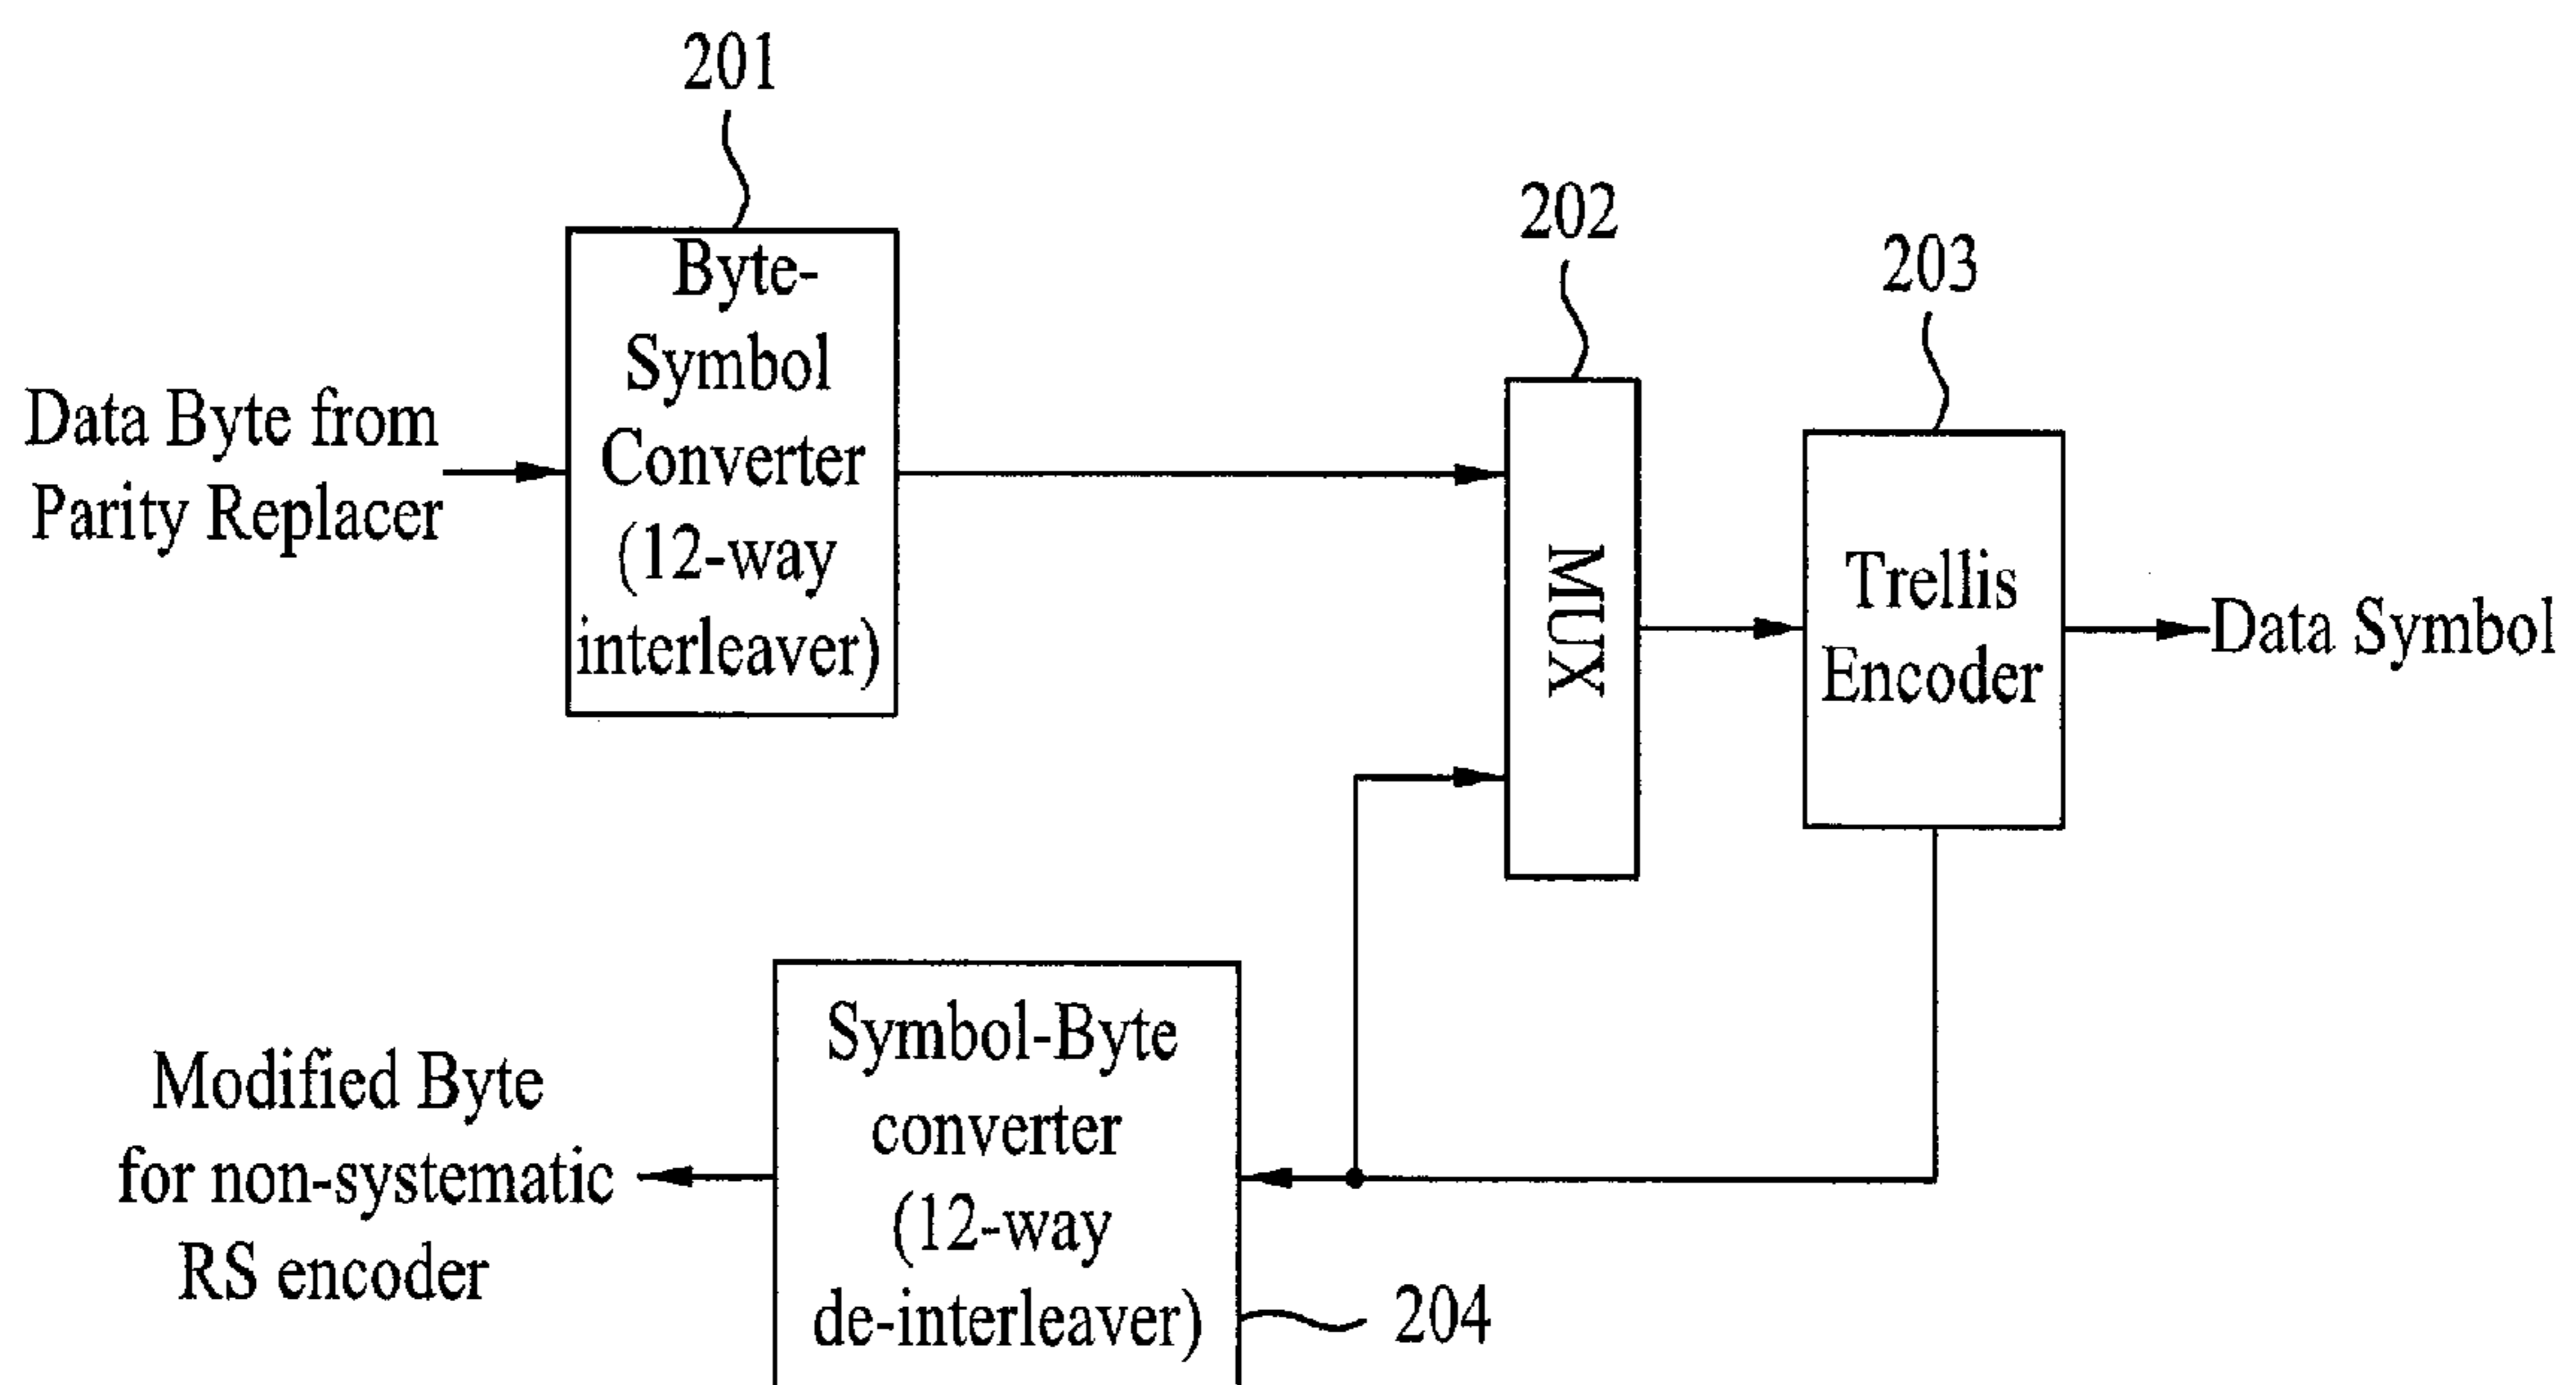 201
Byte-
Symbol
Converter
(12-way
interleaver)
Data Byte from
Parity Replacer
202
MUX
203
Trellis
Encoder
Data Symbol
Symbol-Byte
converter
(12-way
de-interleaver)
204
Modified Byte
for non-systematic
RS encoder